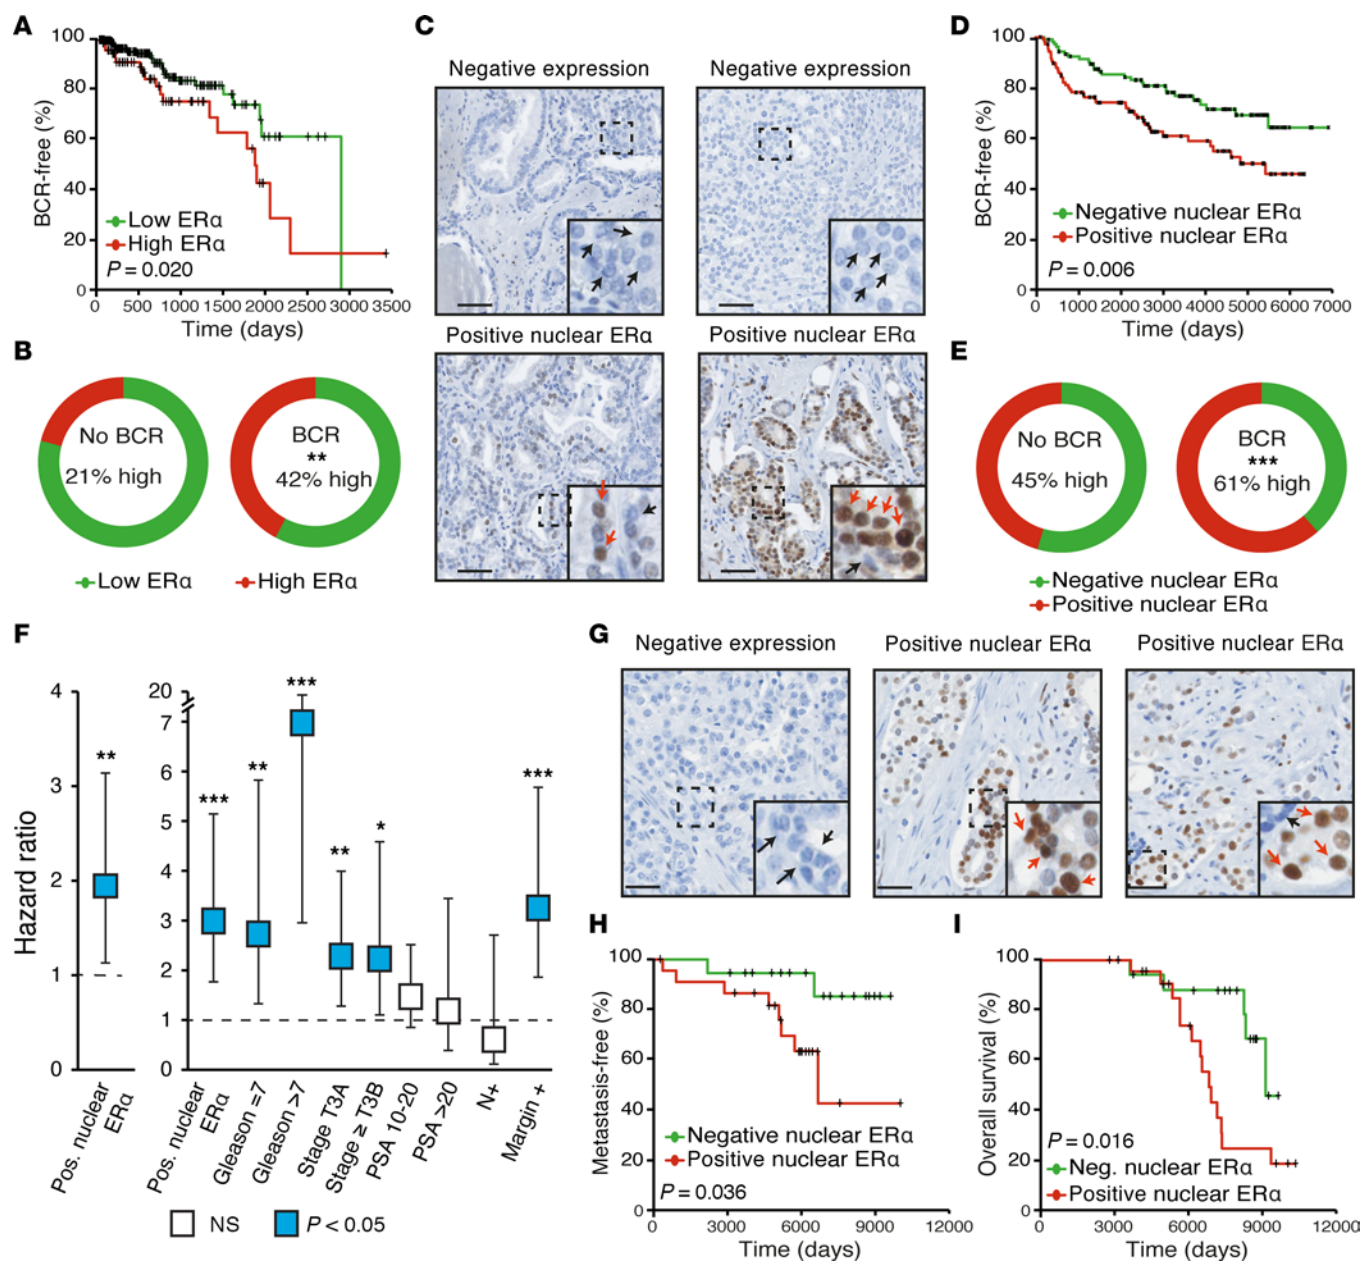 A
100
80
60
40
20
0
BCR-free (%)
Low ERα
High ERα
P = 0.020
0 500 1000 1500 2000 2500 2900 3500
Time (days)
B
No BCR
21% high
BCR
**
42% high
Low ERα
High ERα
C
Negative expression
Positive nuclear ERα
D
100
80
60
40
20
0
BCR-free (%)
Negative nuclear ERα
Positive nuclear ERα
P = 0.006
0 1000 2000 3000 4000 5000 6000 7000
Time (days)
E
No BCR
45% high
BCR
***
61% high
Negative nuclear ERα
Positive nuclear ERα
F
Hazard ratio
4
3
2
1
0
**
Pos. nuclear
ERα
20
7
6
5
4
3
2
1
0
***
**
***
**
*
***
Pos. nuclear
ERα
Gleason =7
Gleason >7
Stage T3A
Stage ≥ T3B
PSA 10-20
PSA >20
N+
Margin +
NS
P < 0.05
G
Negative expression
Positive nuclear ERα
Positive nuclear ERα
H
100
80
60
40
20
0
Metastasis-free (%)
Negative nuclear ERα
Positive nuclear ERα
P = 0.036
0 3000 6000 9000 12000
Time (days)
I
100
80
60
40
20
0
Overall survival (%)
P = 0.016
Neg. nuclear ERα
Positive nuclear ERα
0 3000 6000 9000 12000
Time (days)